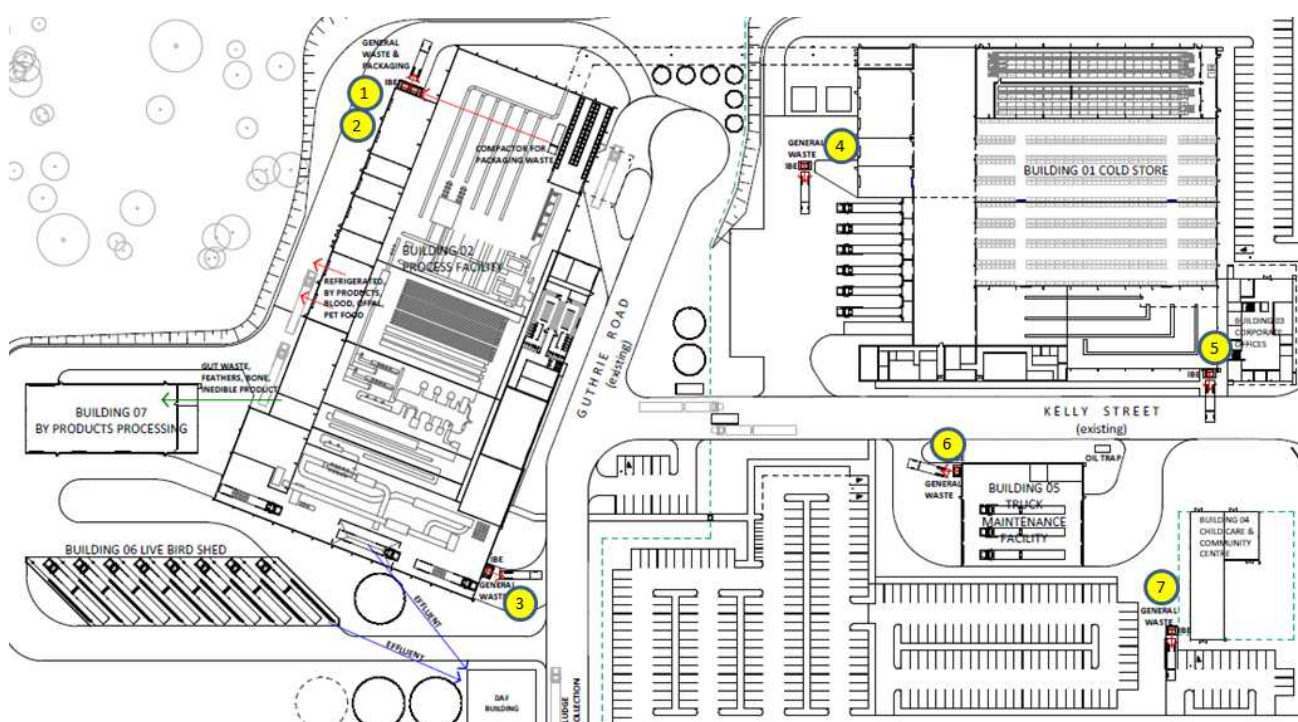 GENERAL
WASTE &
PACKAGING
IBE
1
2
COMPACTOR FOR
PACKAGING WASTE
BUILDING 02
PROCESS FACILITY
REFRIGERATED,
BY PRODUCTS,
BLOOD, OFFAL,
PET FOOD
GUT WASTE,
FEATHERS, BONE,
INEDIBLE PRODUCT
BUILDING 07
BY PRODUCTS PROCESSING
BUILDING 06 LIVE BIRD SHED
EFFLUENT
EFFLUENT
DAF
BUILDING
IBE
GENERAL
WASTE
3
GUTHRIE ROAD
(existing)
4
GENERAL
WASTE
IBE
BUILDING 01 COLD STORE
BUILDING 03
CORPORATE
OFFICES
5
IBE
KELLY STREET
(existing)
6
GENERAL
WASTE
OIL TRAP
BUILDING 05
TRUCK
MAINTENANCE
FACILITY
BUILDING 04
CHILD CARE &
COMMUNITY
CENTRE
7
GENERAL
WASTE
IBE